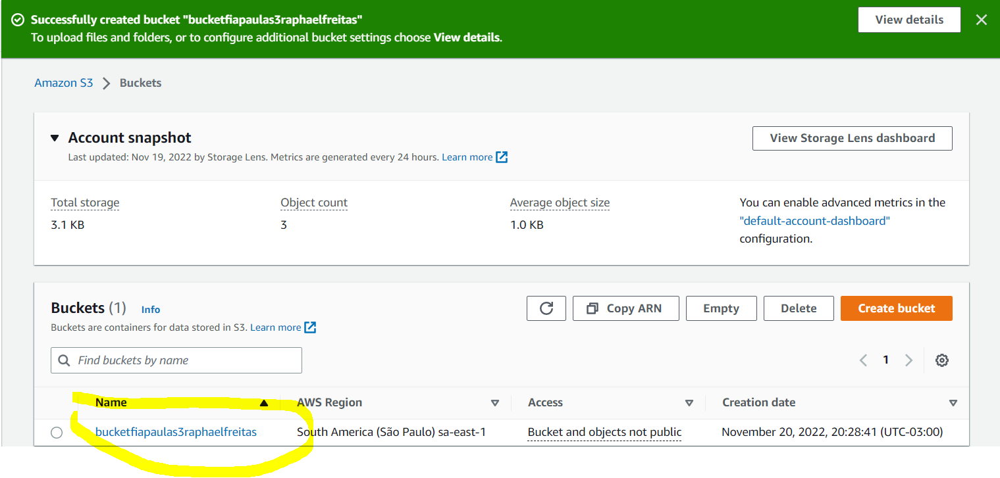 Successfully created bucket "bucketfiapaulas3raphaelfreitas"
View details
To upload files and folders, or to configure additional bucket settings choose View details.
Amazon S3 Buckets
Account snapshot
View Storage Lens dashboard
Last updated: Nov 19, 2022 by Storage Lens. Metrics are generated every 24 hours. Learn more
Total storage
3.1 KB
Object count
3
Average object size
1.0 KB
You can enable advanced metrics in the
"default-account-dashboard"
configuration.
Buckets (1) Info
Copy ARN Empty Delete Create bucket
Buckets are containers for data stored in S3. Learn more
Find buckets by name
1
Name AWS Region Access Creation date
bucketfiapaulas3raphaelfreitas South America (São Paulo) sa-east-1 Bucket and objects not public November 20, 2022, 20:28:41 (UTC-03:00)